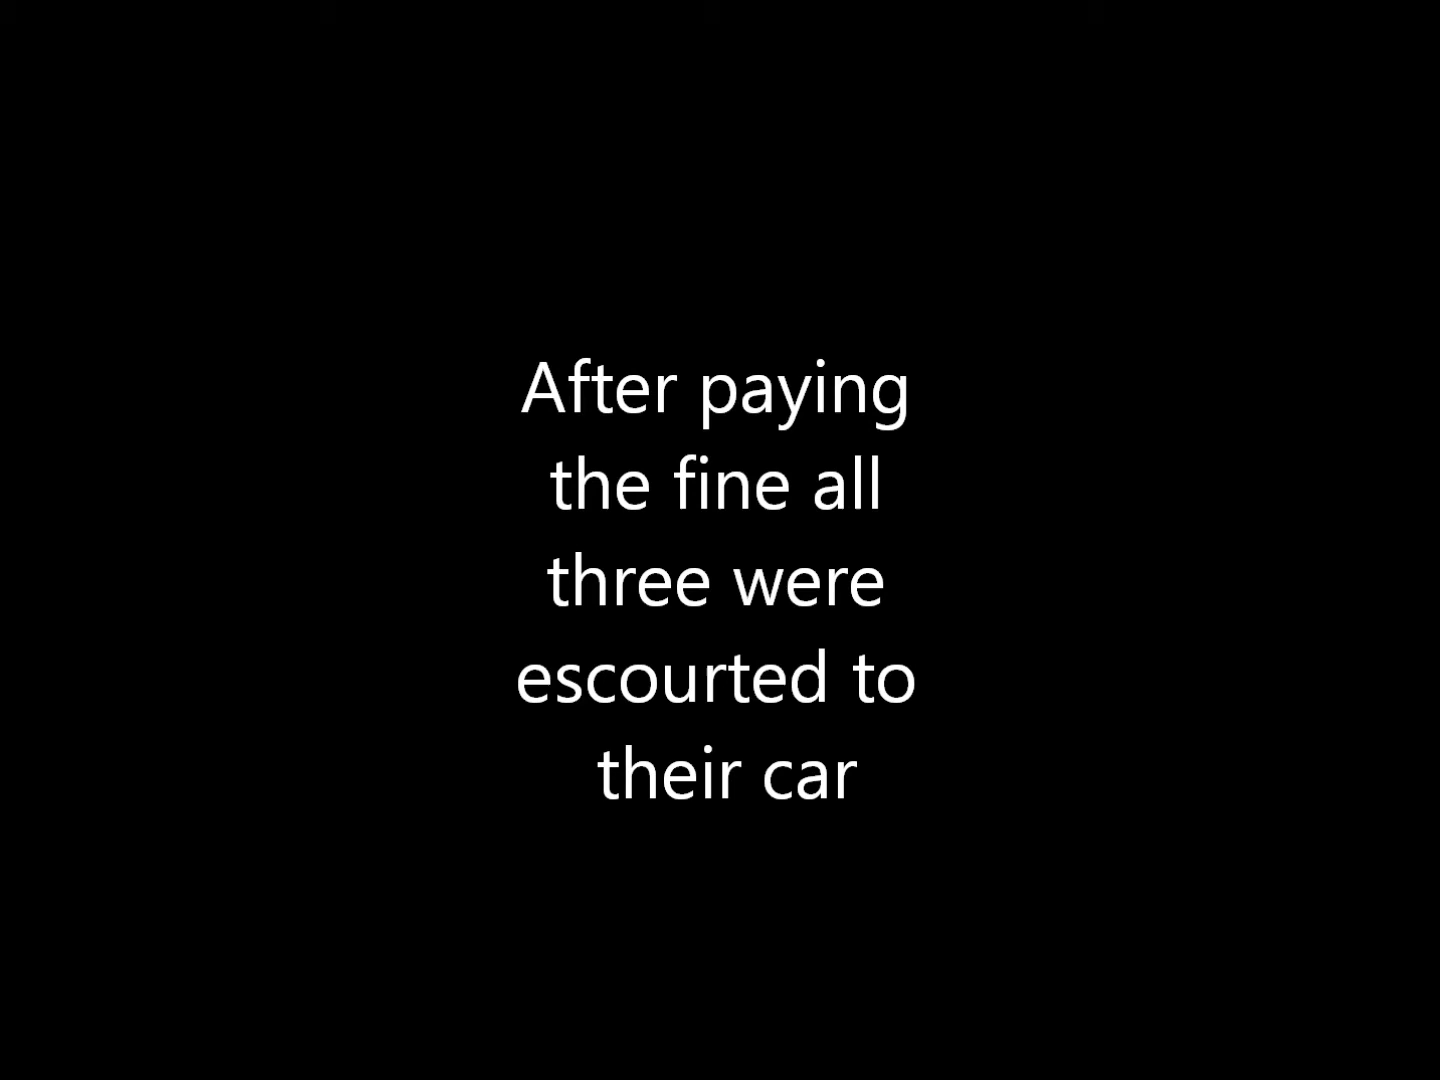 After paying
the fine all
three were
escourted to
their car